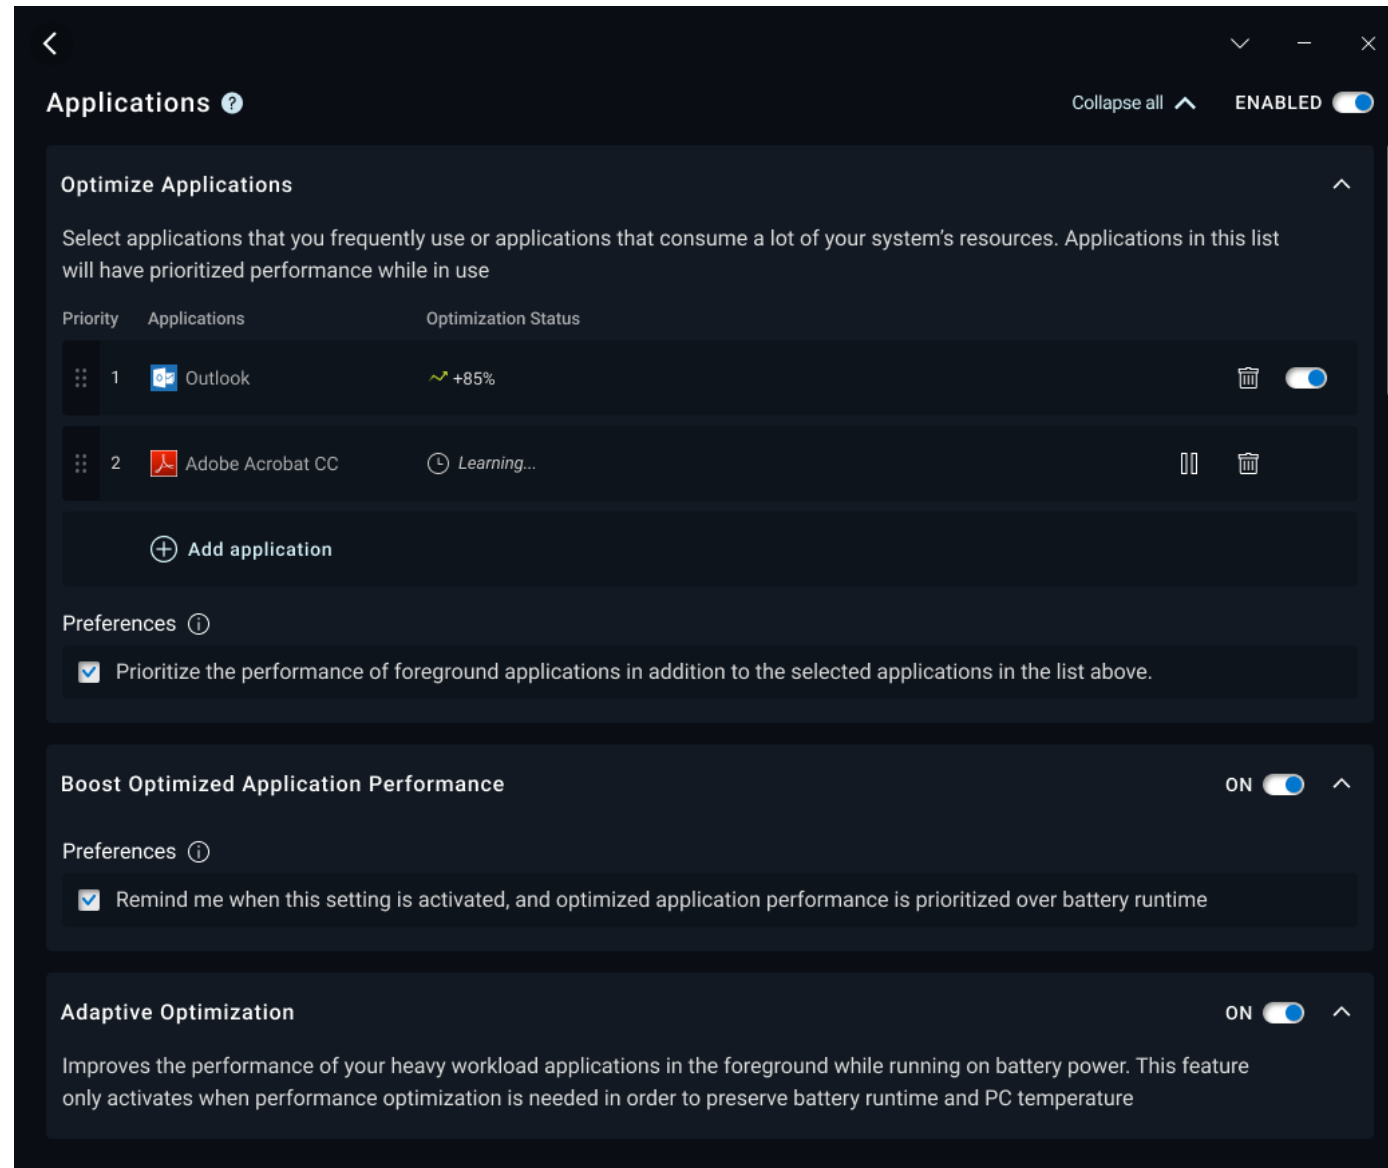 Applications ?
Collapse all
ENABLED
Optimize Applications
Select applications that you frequently use or applications that consume a lot of your system's resources. Applications in this list
will have prioritized performance while in use
Priority Applications Optimization Status
1 Outlook +85%
2 Adobe Acrobat CC Learning...
Add application
Preferences
Prioritize the performance of foreground applications in addition to the selected applications in the list above.
Boost Optimized Application Performance ON
Preferences
Remind me when this setting is activated, and optimized application performance is prioritized over battery runtime
Adaptive Optimization ON
Improves the performance of your heavy workload applications in the foreground while running on battery power. This feature
only activates when performance optimization is needed in order to preserve battery runtime and PC temperature